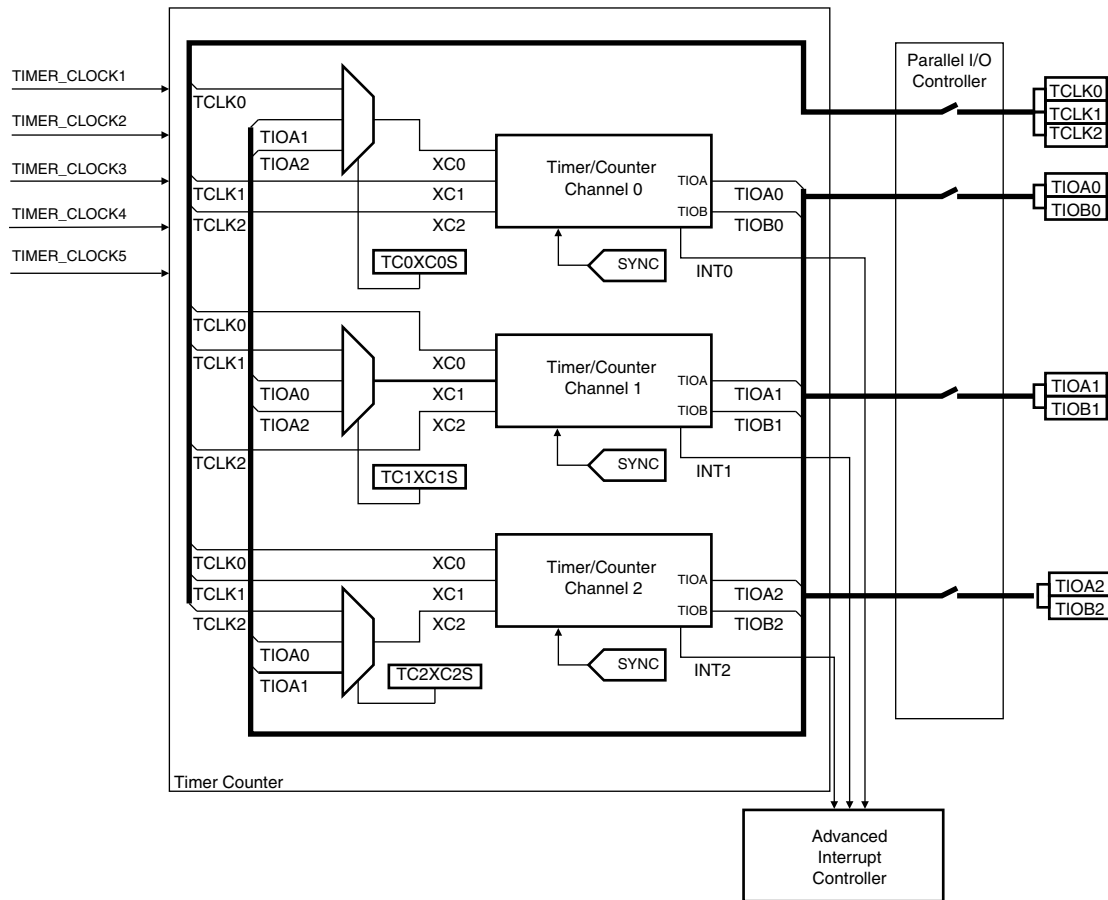 TIMER_CLOCK1
TIMER_CLOCK2
TIMER_CLOCK3
TIMER_CLOCK4
TIMER_CLOCK5
TCLK0
TIOA1
TIOA2
TCLK1
TCLK2
XC0
XC1
XC2
TC0XC0S
Timer/Counter
Channel 0
TIOA
TIOB
TIOA0
TIOB0
SYNC
INT0
TCLK0
TCLK1
TIOA0
TIOA2
TCLK2
XC0
XC1
XC2
TC1XC1S
Timer/Counter
Channel 1
TIOA
TIOB
TIOA1
TIOB1
SYNC
INT1
TCLK0
TCLK1
TCLK2
TIOA0
TIOA1
XC0
XC1
XC2
TC2XC2S
Timer/Counter
Channel 2
TIOA
TIOB
TIOA2
TIOB2
SYNC
INT2
Timer Counter
Parallel I/O
Controller
TCLK0
TCLK1
TCLK2
TIOA0
TIOB0
TIOA1
TIOB1
TIOA2
TIOB2
Advanced
Interrupt
Controller